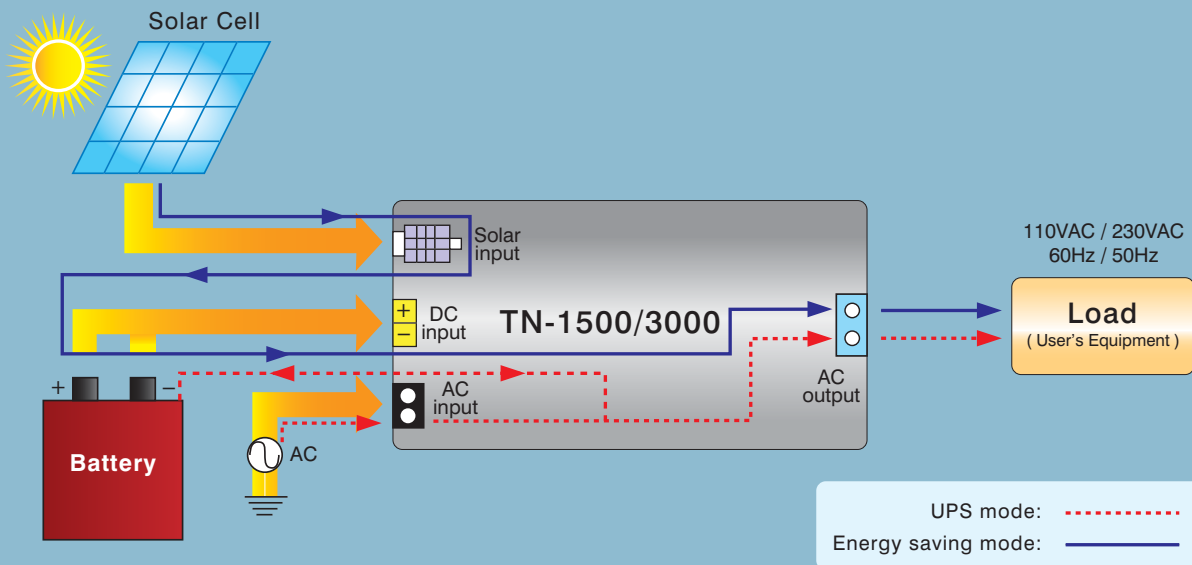 Solar Cell
Solar
input
+
−
DC
input
TN-1500/3000
110VAC / 230VAC
60Hz / 50Hz
Load
( User's Equipment )
+
−
AC
input
AC
output
Battery
AC
UPS mode:
Energy saving mode: